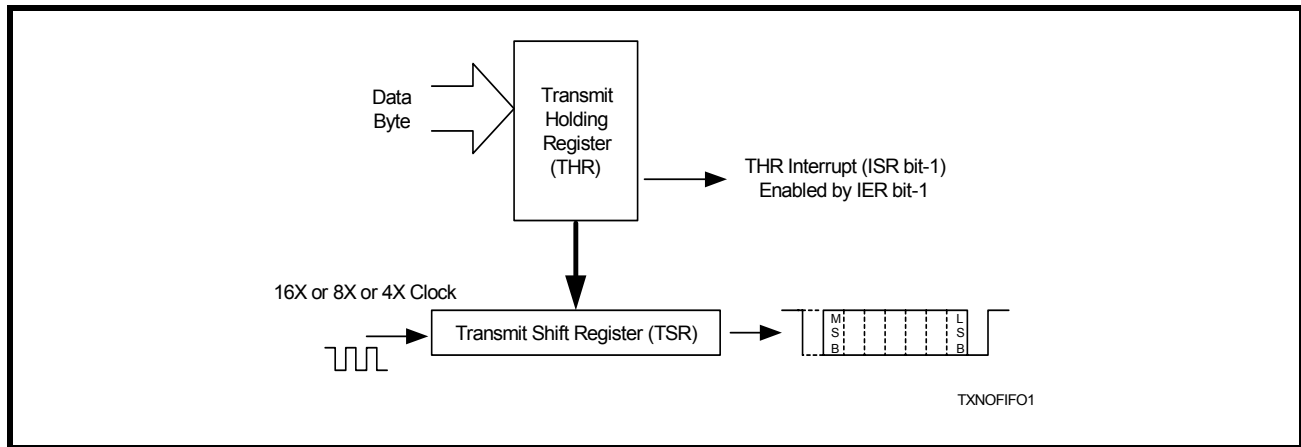 Data
Byte
Transmit
Holding
Register
(THR)
THR Interrupt (ISR bit-1)
Enabled by IER bit-1
16X or 8X or 4X Clock
Transmit Shift Register (TSR)
M
S
B
L
S
B
TXNOFIFO1